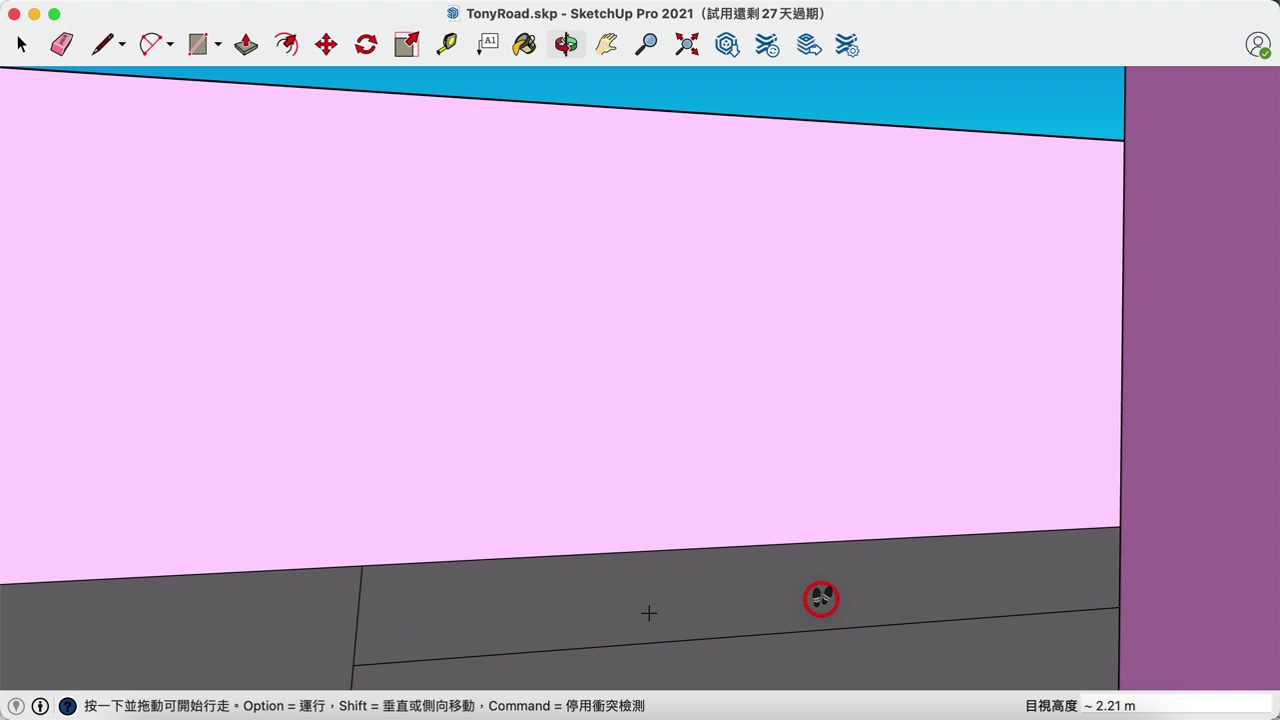 TonyRoad.skp - SketchUp Pro 2021（試用還剩 27 天過期）
A1
按一下並拖動可開始行走。Option = 運行，Shift = 垂直或側向移動，Command = 停用衝突檢測
目視高度 ~ 2.21 m